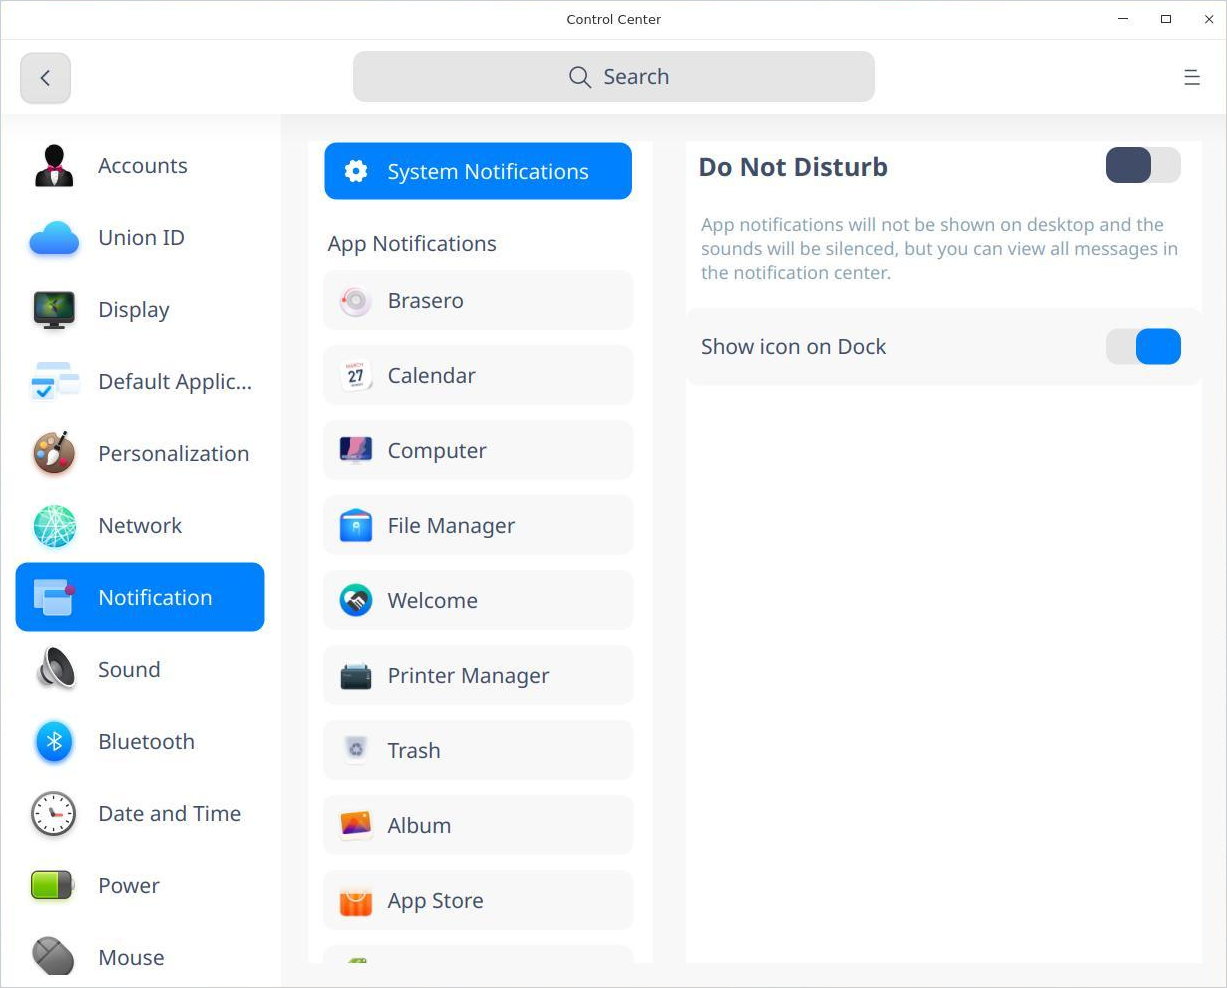 Control Center
Search
Accounts
Union ID
Display
Default Applic...
Personalization
Network
Notification
Sound
Bluetooth
Date and Time
Power
Mouse
System Notifications
App Notifications
Brasero
MARCH
27
Calendar
Computer
File Manager
Welcome
Printer Manager
Trash
Album
App Store
Do Not Disturb
App notifications will not be shown on desktop and the
sounds will be silenced, but you can view all messages in
the notification center.
Show icon on Dock